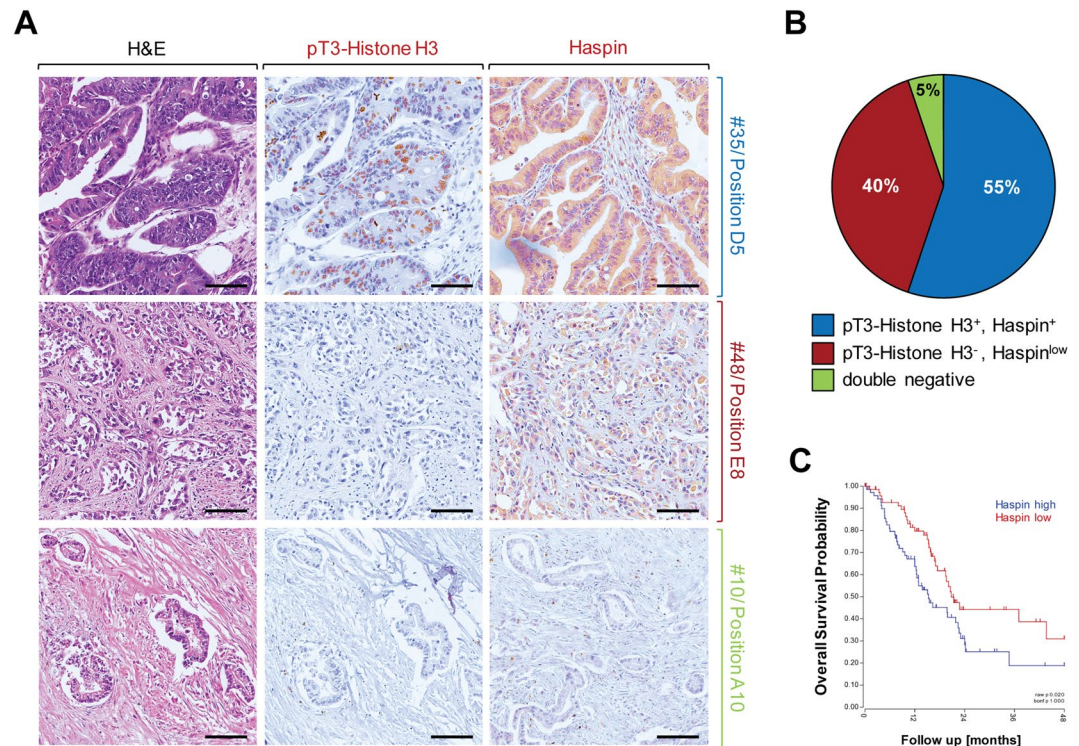 A
H&E
pT3-Histone H3
Haspin
#35/Position D5
#48/Position E8
#10/Position A10
B
5%
40%
55%
pT3-Histone H3⁺, Haspin⁺
pT3-Histone H3⁻, Haspinˡᵒʷ
double negative
C
Overall Survival Probability
1.00
0.90
0.80
0.70
0.60
0.50
0.40
0.30
0.20
0.10
0.00
Haspin high
Haspin low
raw p 0.020
bonf p 1.000
0
12
24
36
48
Follow up [months]